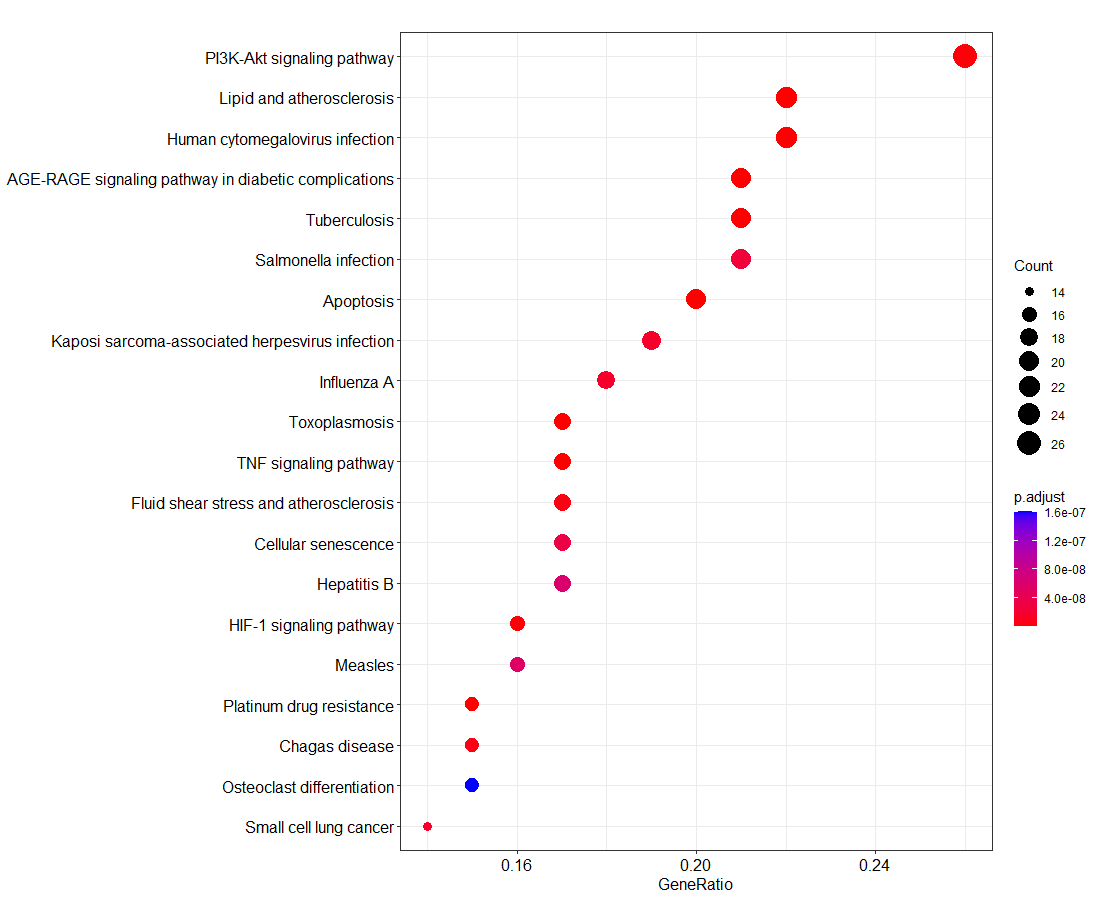 PI3K-Akt signaling pathway
Lipid and atherosclerosis
Human cytomegalovirus infection
AGE-RAGE signaling pathway in diabetic complications
Tuberculosis
Salmonella infection
Apoptosis
Kaposi sarcoma-associated herpesvirus infection
Influenza A
Toxoplasmosis
TNF signaling pathway
Fluid shear stress and atherosclerosis
Cellular senescence
Hepatitis B
HIF-1 signaling pathway
Measles
Platinum drug resistance
Chagas disease
Osteoclast differentiation
Small cell lung cancer
0.16 0.20 0.24
GeneRatio
Count
14
16
18
20
22
24
26
p.adjust
1.6e-07
1.2e-07
8.0e-08
4.0e-08